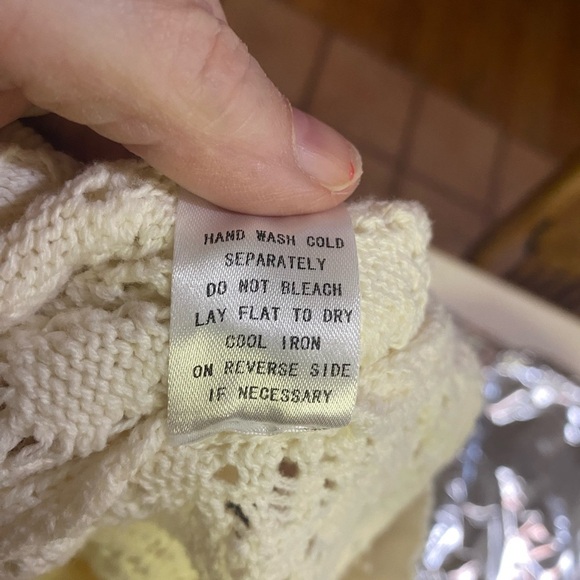 HAND WASH COLD
SEPARATELY
DO NOT BLEACH
LAY FLAT TO DRY
COOL IRON
ON REVERSE SIDE
IF NECESSARY